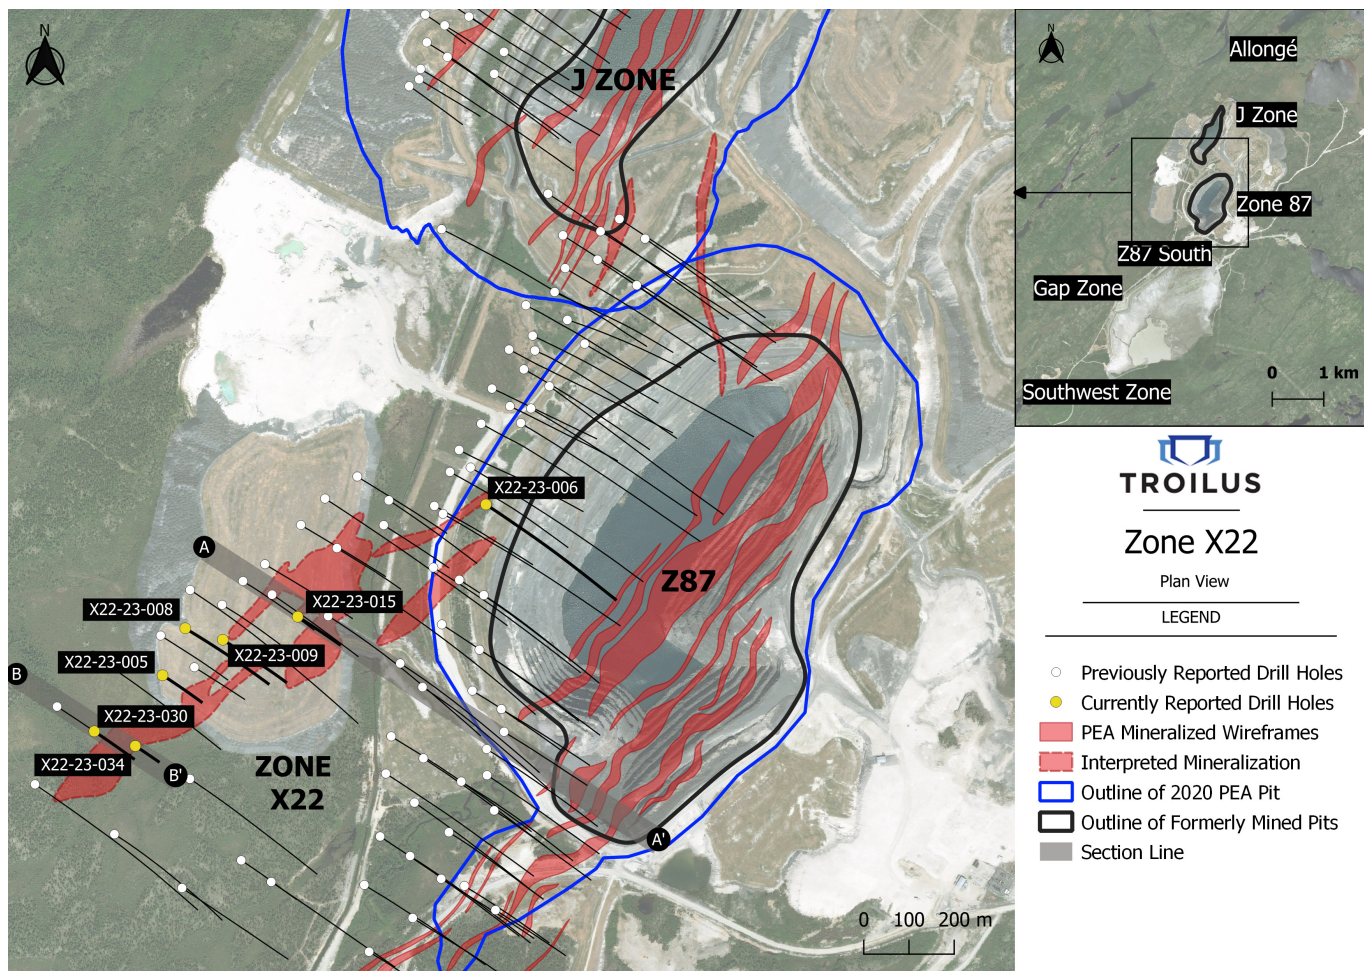 N
J ZONE
X22-23-006
A
Z87
X22-23-015
X22-23-008
X22-23-009
X22-23-005
B
X22-23-030
X22-23-034
B'
ZONE
X22
A'
0 100 200 m
N
Allongé
J Zone
Zone 87
Z87 South
Gap Zone
Southwest Zone
0 1 km
TROILUS
Zone X22
Plan View
LEGEND
Previously Reported Drill Holes
Currently Reported Drill Holes
PEA Mineralized Wireframes
Interpreted Mineralization
Outline of 2020 PEA Pit
Outline of Formerly Mined Pits
Section Line